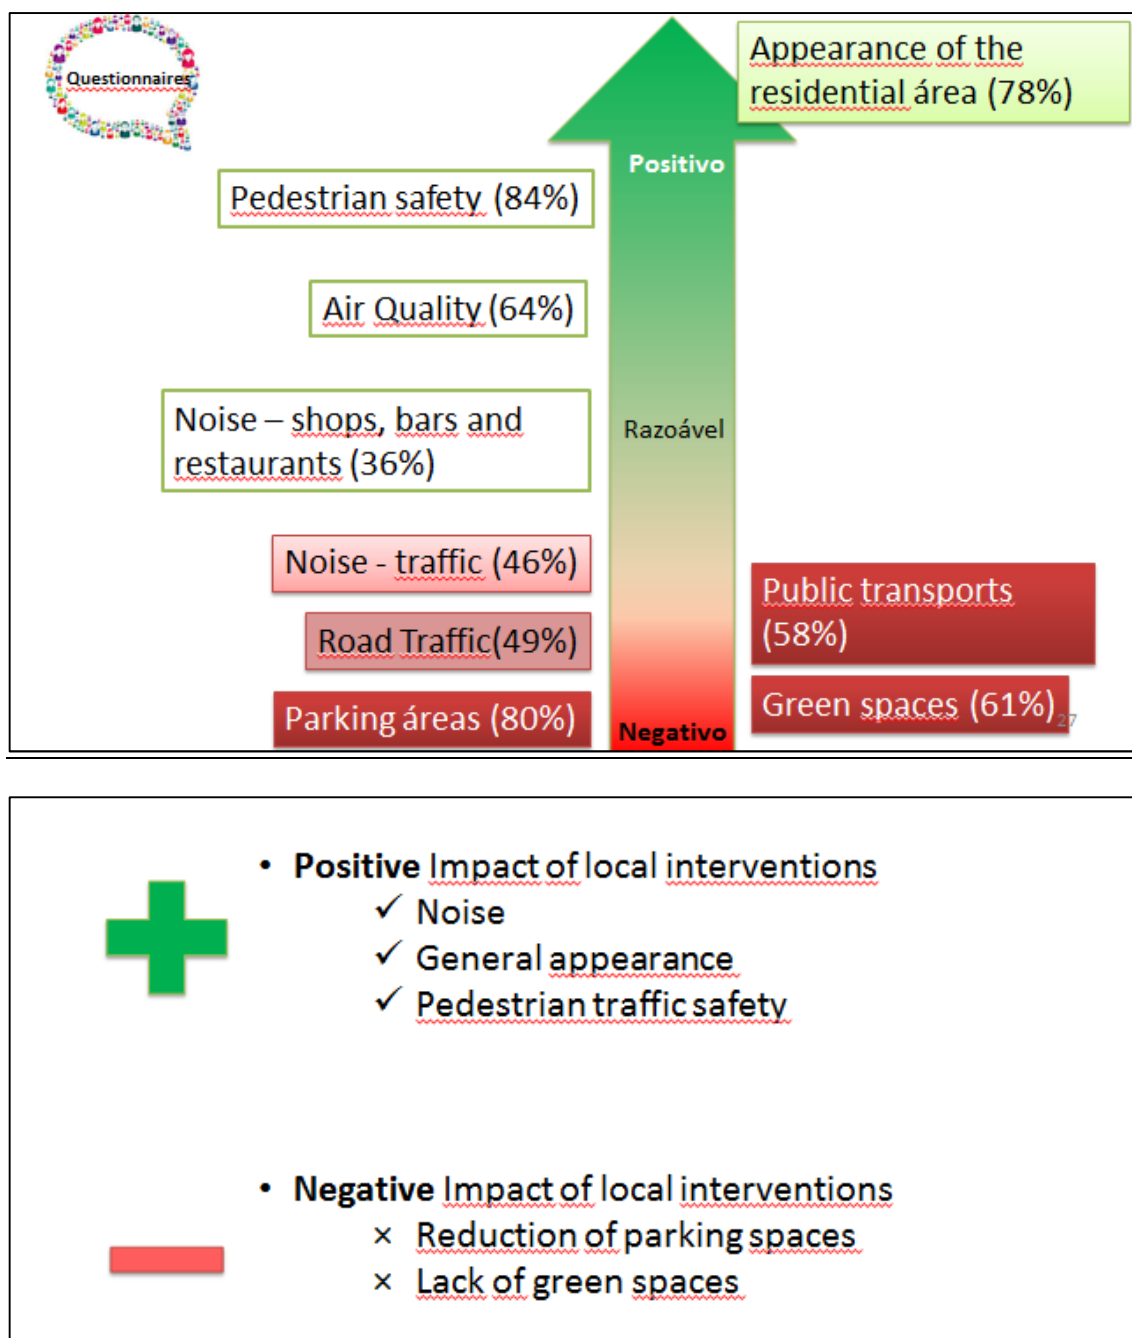 Questionnaires
Appearance of the
residential área (78%)
Positivo
Pedestrian safety (84%)
Air Quality (64%)
Noise – shops, bars and
restaurants (36%)
Razoável
Noise - traffic (46%)
Public transports
(58%)
Road Traffic(49%)
Parking áreas (80%)
Negativo
Green spaces (61%)
27
• Positive Impact of local interventions
✓ Noise
✓ General appearance
✓ Pedestrian traffic safety
• Negative Impact of local interventions
× Reduction of parking spaces
× Lack of green spaces